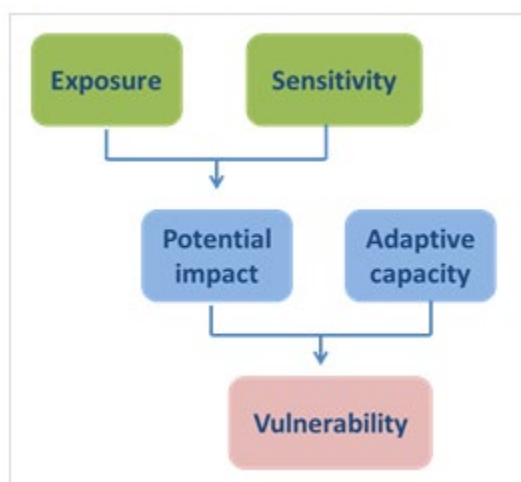 Exposure
Sensitivity
Potential
impact
Adaptive
capacity
Vulnerability